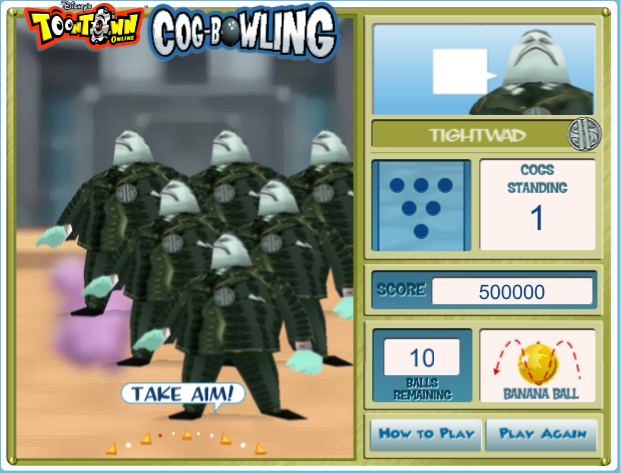 Disney's
TOONTOWN
ONLINE
COG-BOWLING
TIGHTWAD
COGS
STANDING
1
SCORE 500000
10
BALLS
REMAINING
BANANA BALL
TAKE AIM!
HOW TO PLAY
PLAY AGAIN